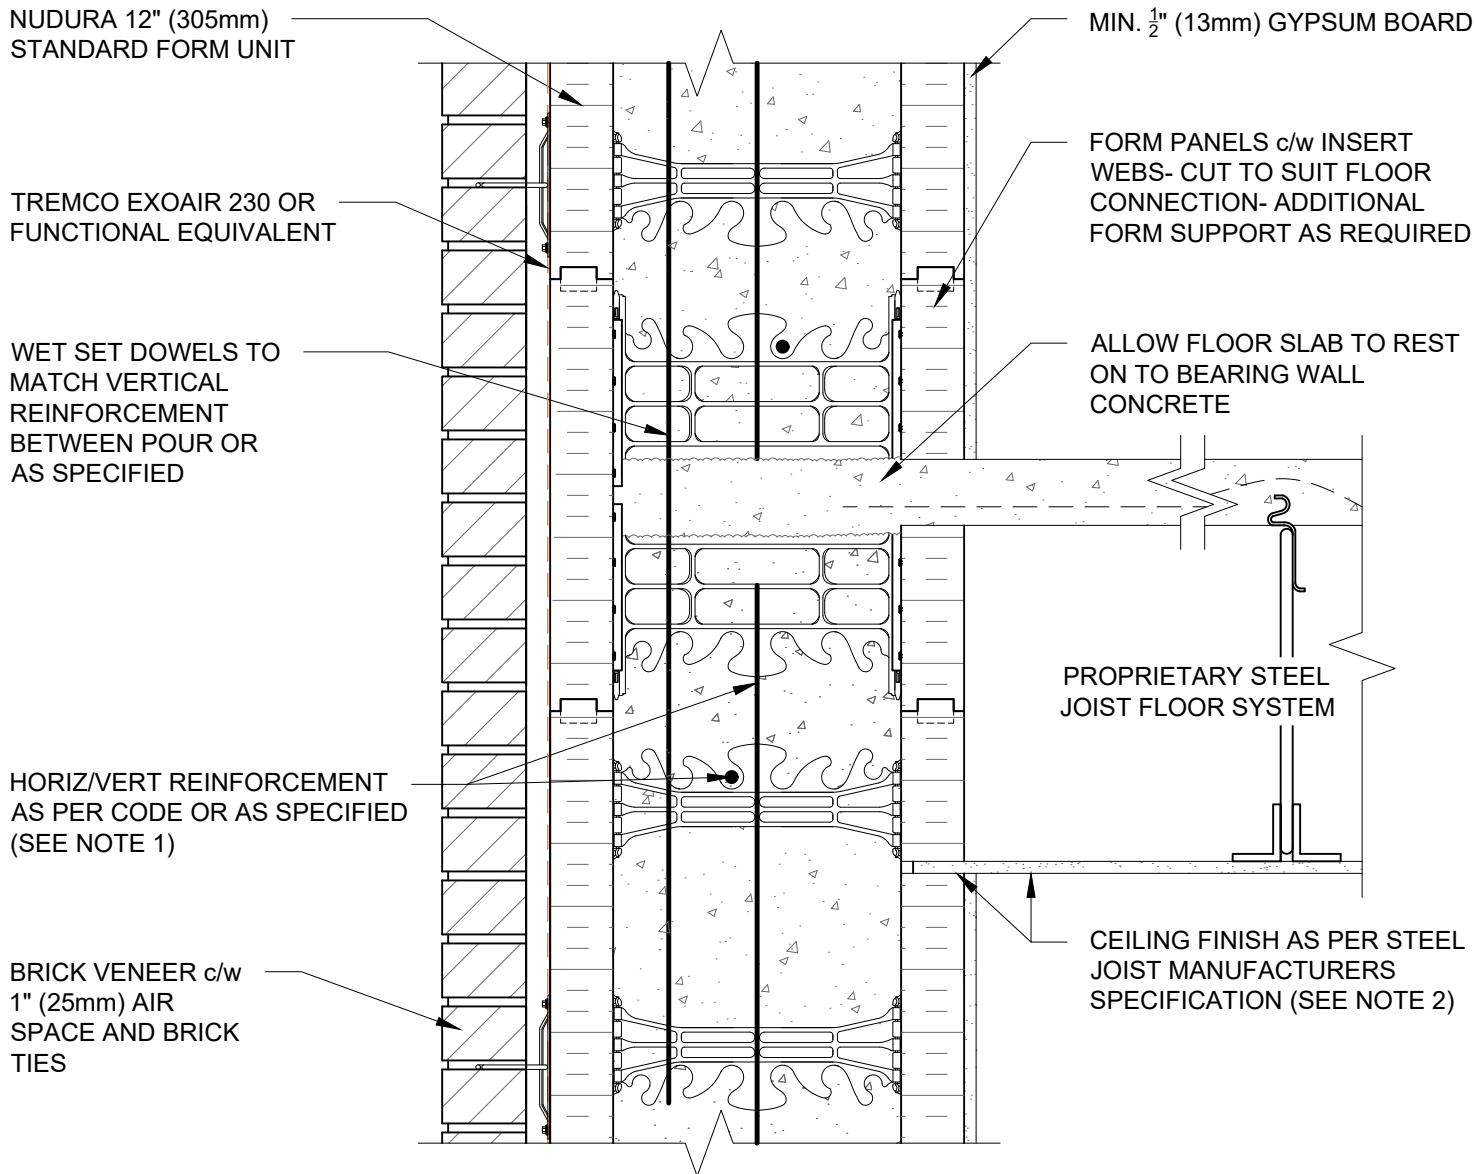 NUDURA 12" (305mm)
STANDARD FORM UNIT
TREMCO EXOAIR 230 OR
FUNCTIONAL EQUIVALENT
WET SET DOWELS TO
MATCH VERTICAL
REINFORCEMENT
BETWEEN POUR OR
AS SPECIFIED
HORIZ/VERT REINFORCEMENT
AS PER CODE OR AS SPECIFIED
(SEE NOTE 1)
BRICK VENEER c/w
1" (25mm) AIR
SPACE AND BRICK
TIES
MIN. 1/2" (13mm) GYPSUM BOARD
FORM PANELS c/w INSERT
WEBS- CUT TO SUIT FLOOR
CONNECTION- ADDITIONAL
FORM SUPPORT AS REQUIRED
ALLOW FLOOR SLAB TO REST
ON TO BEARING WALL
CONCRETE
PROPRIETARY STEEL
JOIST FLOOR SYSTEM
CEILING FINISH AS PER STEEL
JOIST MANUFACTURERS
SPECIFICATION (SEE NOTE 2)